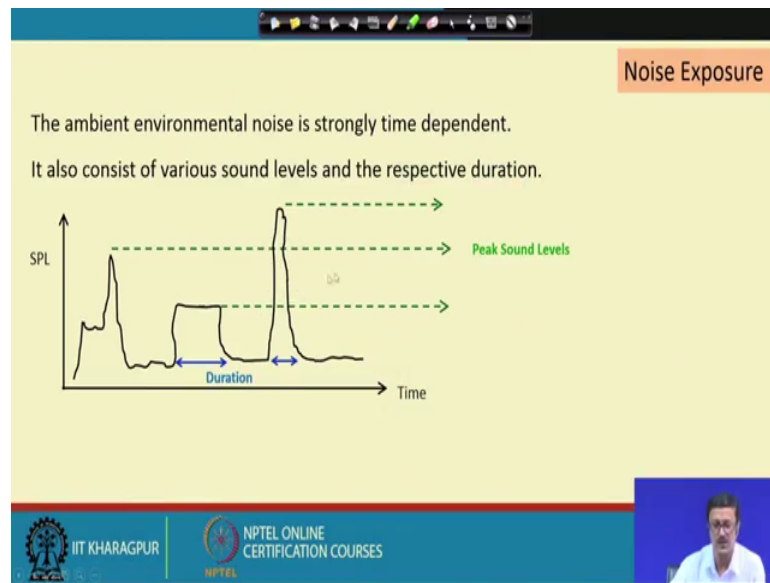 Noise Exposure
The ambient environmental noise is strongly time dependent.
It also consist of various sound levels and the respective duration.
SPL
Peak Sound Levels
Duration
Time
IIT KHARAGPUR
NPTEL
NPTEL ONLINE
CERTIFICATION COURSES